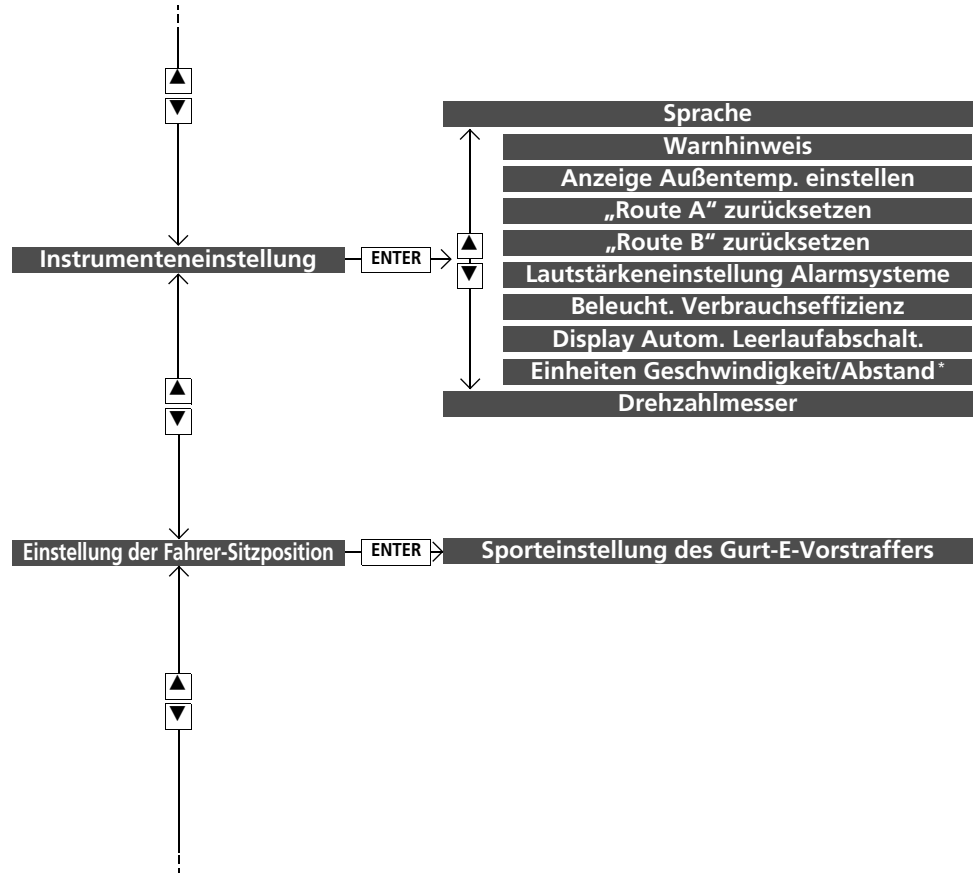 ▲
▼
Sprache
Warnhinweis
Anzeige Außentemp. einstellen
„Route A“ zurücksetzen
„Route B“ zurücksetzen
Instrumenteneinstellung ENTER ▲
▼
Lautstärkeneinstellung Alarmsysteme
Beleucht. Verbrauchseffizienz
Display Autom. Leerlaufabschalt.
Einheiten Geschwindigkeit/Abstand*
Drehzahlmesser
▲
▼
Einstellung der Fahrer-Sitzposition ENTER Sporteinstellung des Gurt-E-Vorstraffers
▲
▼